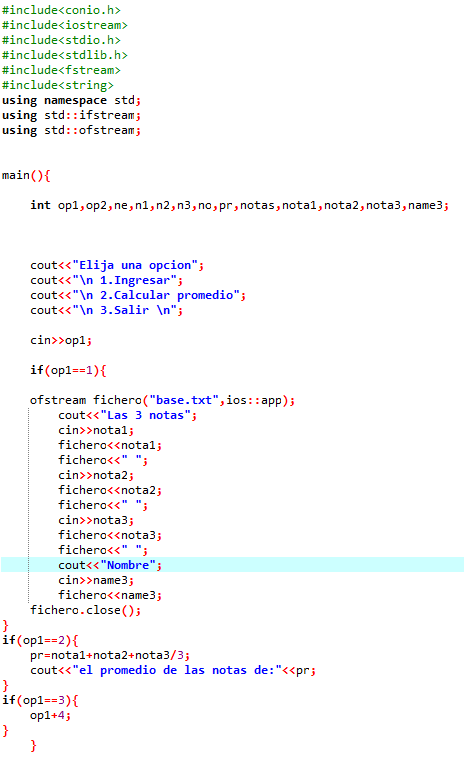 #include<conio.h>
#include<iostream>
#include<stdio.h>
#include<stdlib.h>
#include<fstream>
#include<string>
using namespace std;
using std::ifstream;
using std::ofstream;
main(){
int op1,op2,ne,n1,n2,n3,no,pr,notas,nota1,nota2,nota3,name3;
cout<<"Elija una opcion";
cout<<"\n 1.Ingresar";
cout<<"\n 2.Calcular promedio";
cout<<"\n 3.Salir \n";
cin>>op1;
if(op1==1){
ofstream fichero("base.txt",ios::app);
cout<<"Las 3 notas";
cin>>nota1;
fichero<<nota1;
fichero<<" ";
cin>>nota2;
fichero<<nota2;
fichero<<" ";
cin>>nota3;
fichero<<nota3;
fichero<<" ";
cout<<"Nombre";
cin>>name3;
fichero<<name3;
fichero.close();
}
if(op1==2){
pr=nota1+nota2+nota3/3;
cout<<"el promedio de las notas de:"<<pr;
}
if(op1==3){
op1+4;
}
}